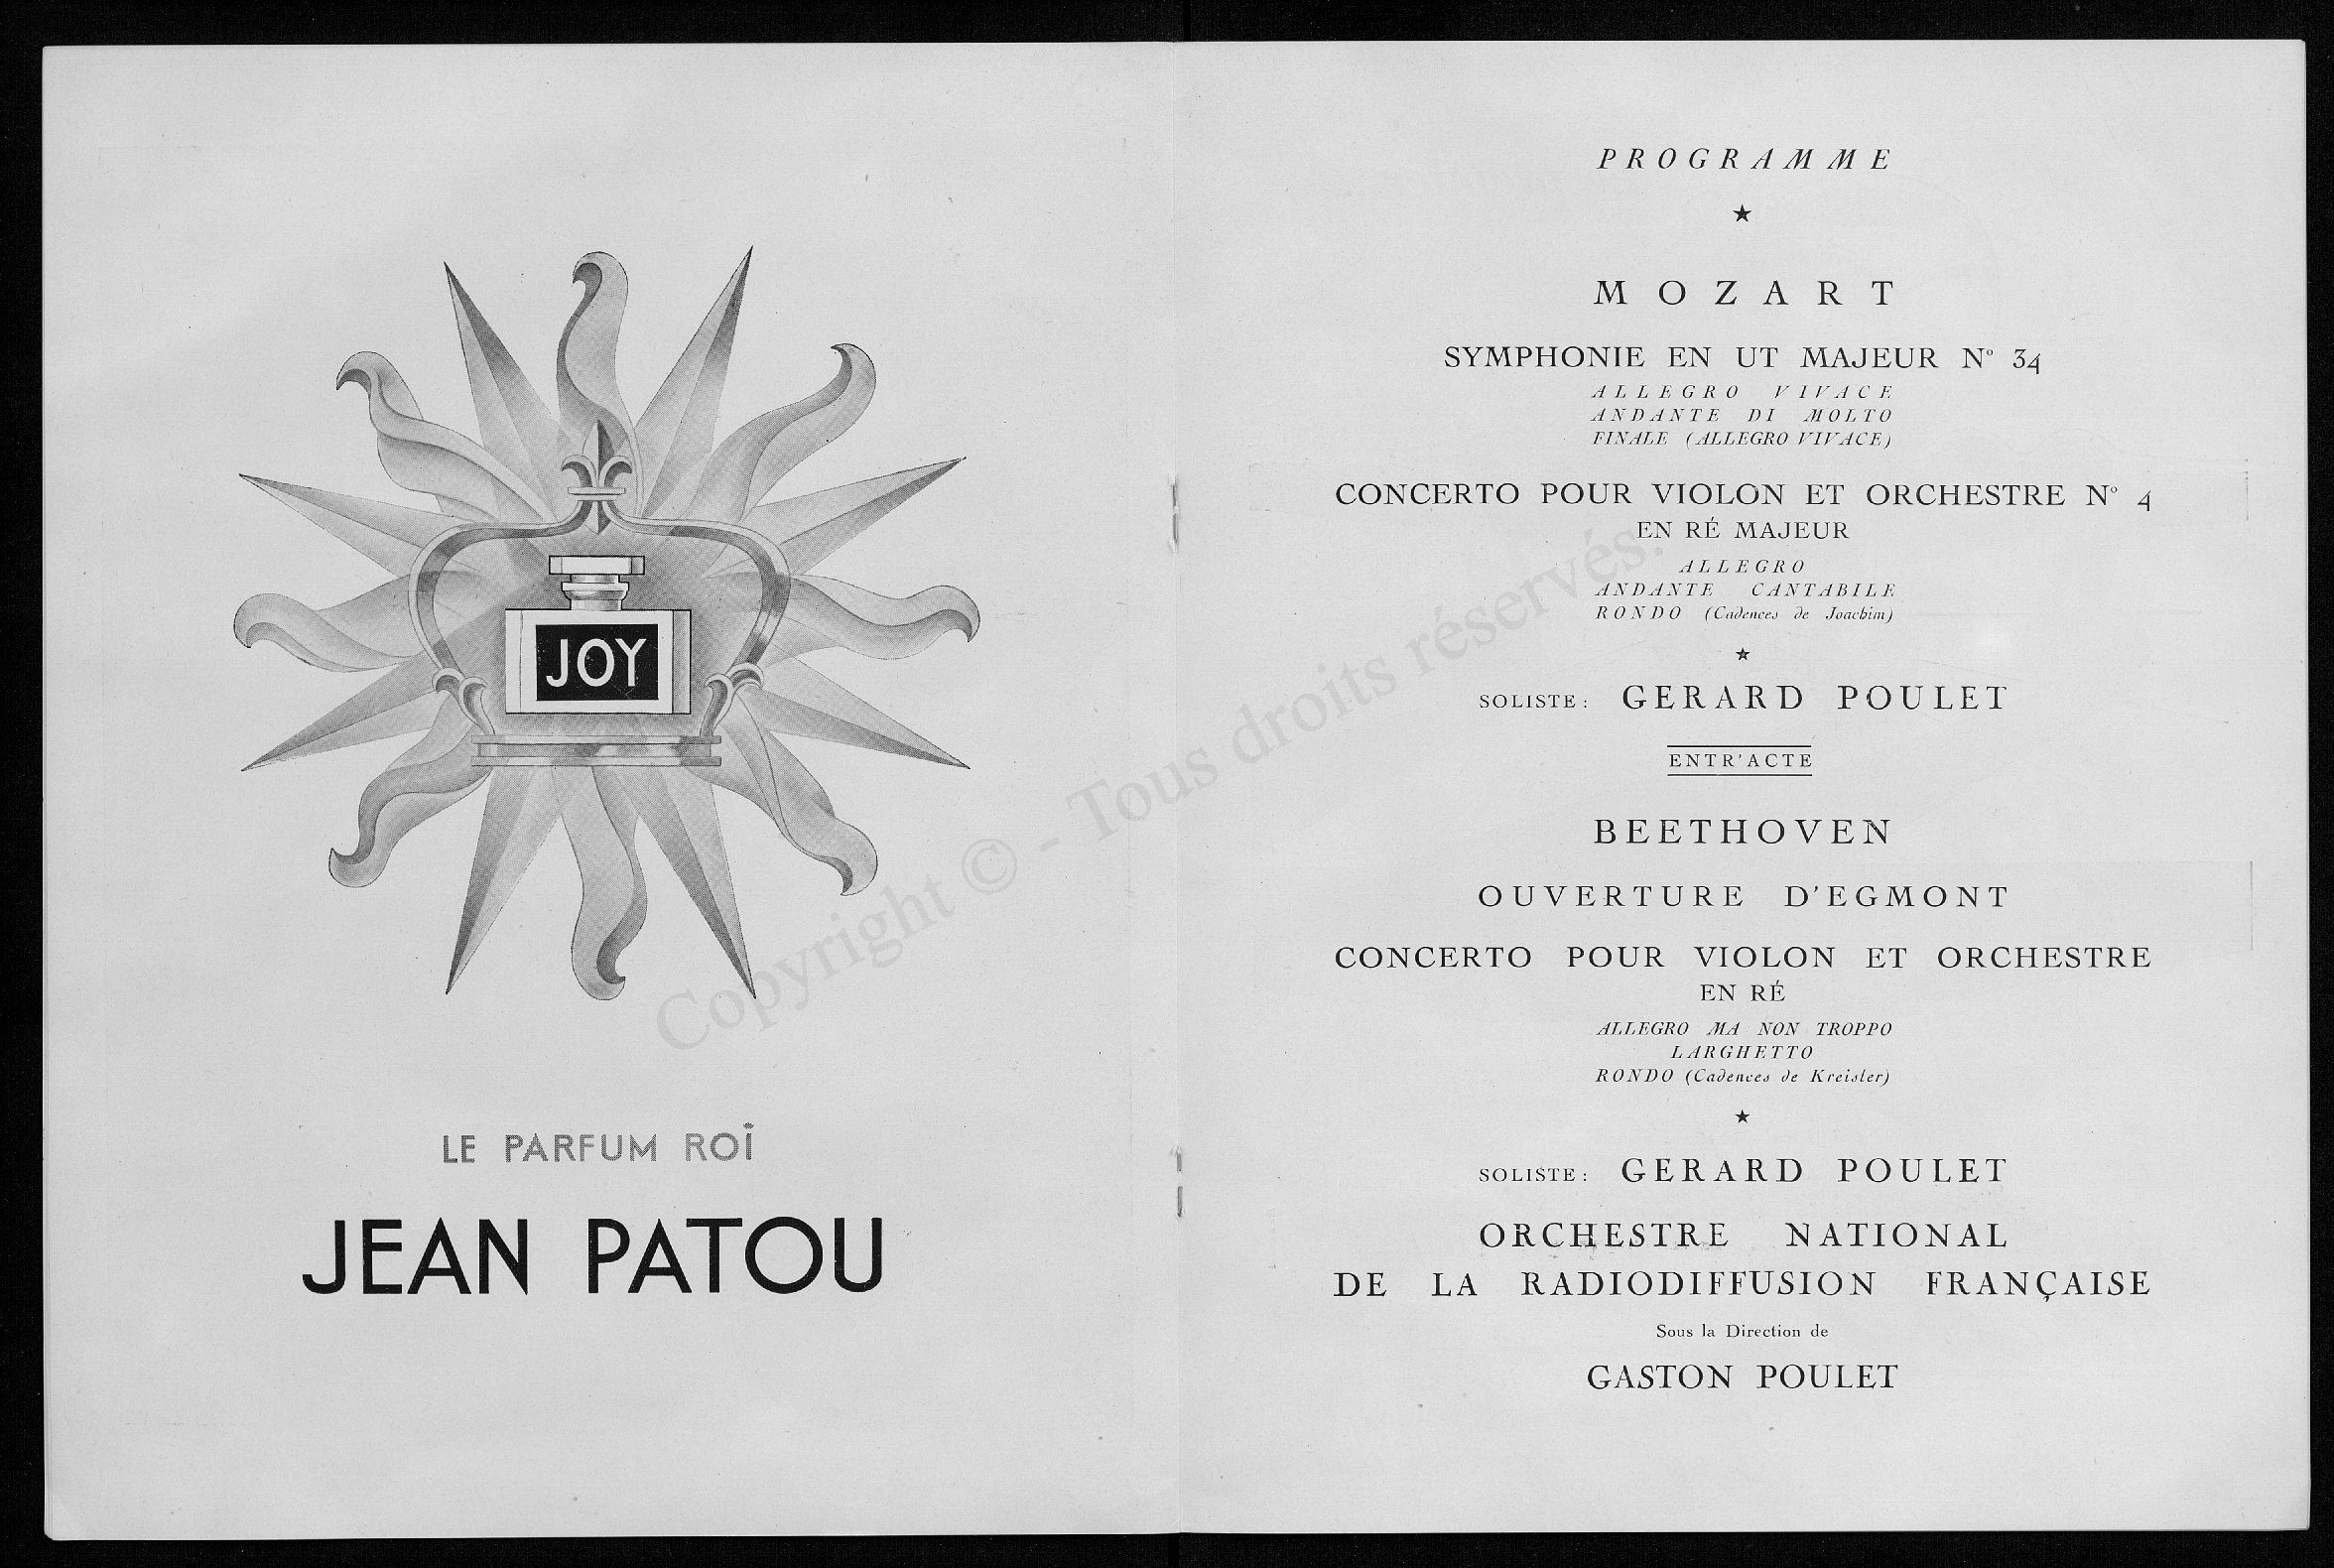 JOY
LE PARFUM ROI
JEAN PATOU
PROGRAMME
MOZART
SYMPHONIE EN UT MAJEUR Nº 34
ALLEGRO VIVACE
ANDANTE DI MOLTO
FINALE (ALLEGRO VIVACE)
CONCERTO POUR VIOLON ET ORCHESTRE Nº 4
EN RÉ MAJEUR
ALLEGRO
ANDANTE CANTABILE
RONDO (Cadences de Joachim)
SOLISTE: GERARD POULET
ENTR'ACTE
BEETHOVEN
OUVERTURE D'EGMONT
CONCERTO POUR VIOLON ET ORCHESTRE
EN RÉ
ALLEGRO MA NON TROPPO
LARGHETTO
RONDO (Cadences de Kreisler)
SOLISTE: GERARD POULET
ORCHESTRE NATIONAL
DE LA RADIODIFFUSION FRANÇAISE
Sous la Direction de
GASTON POULET
Copyright © - Tous droits réservés.